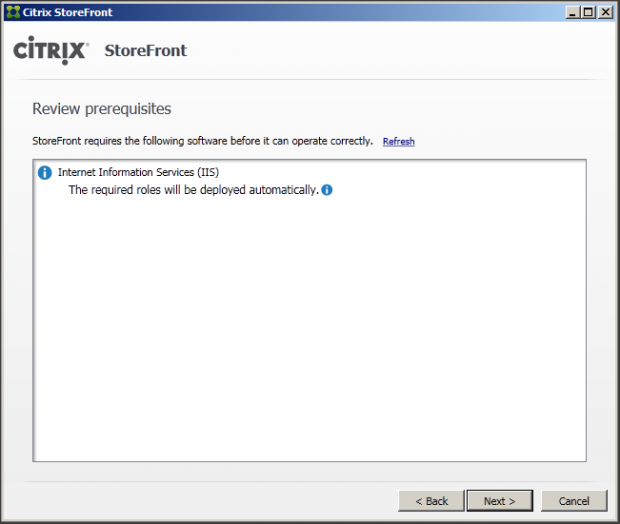 Citrix StoreFront
CITRIX StoreFront
Review prerequisites
StoreFront requires the following software before it can operate correctly. Refresh
Internet Information Services (IIS)
The required roles will be deployed automatically.
< Back Next > Cancel